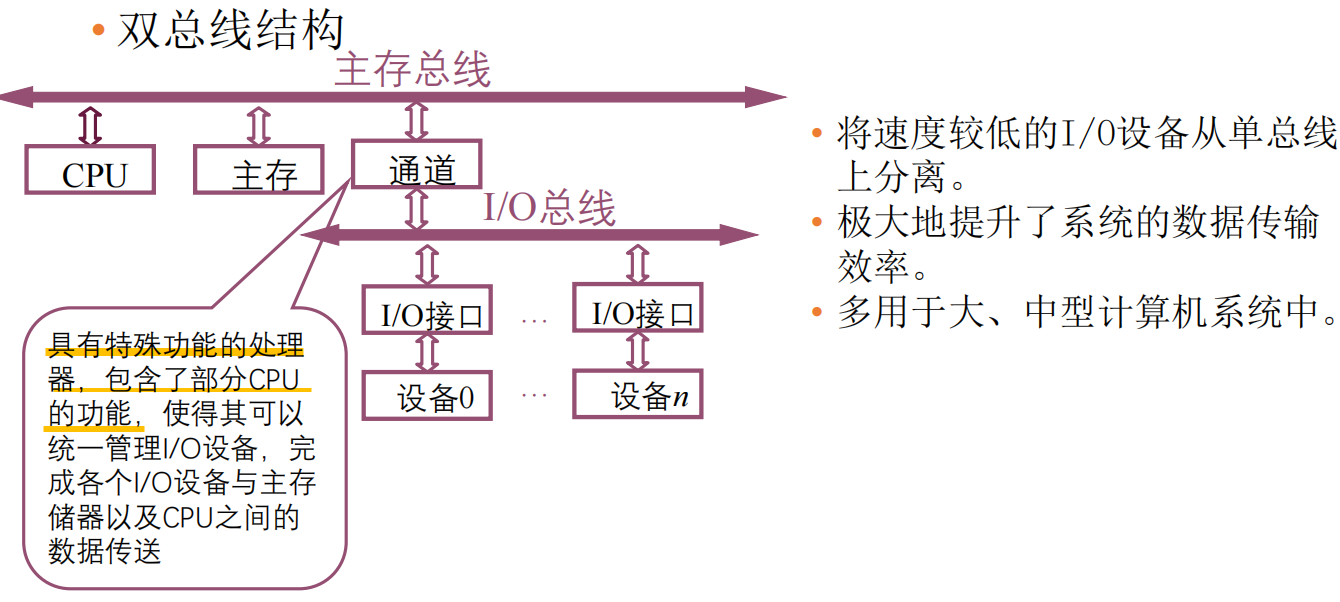 • 双总线结构
主存总线
CPU
主存
通道
I/O总线
I/O接口
…
I/O接口
设备0
…
设备n
具有特殊功能的处理
器，包含了部分CPU
的功能，使得其可以
统一管理I/O设备，完
成各个I/O设备与主存
储器以及CPU之间的
数据传送
• 将速度较低的I/O设备从单总线
上分离。
• 极大地提升了系统的数据传输
效率。
• 多用于大、中型计算机系统中。